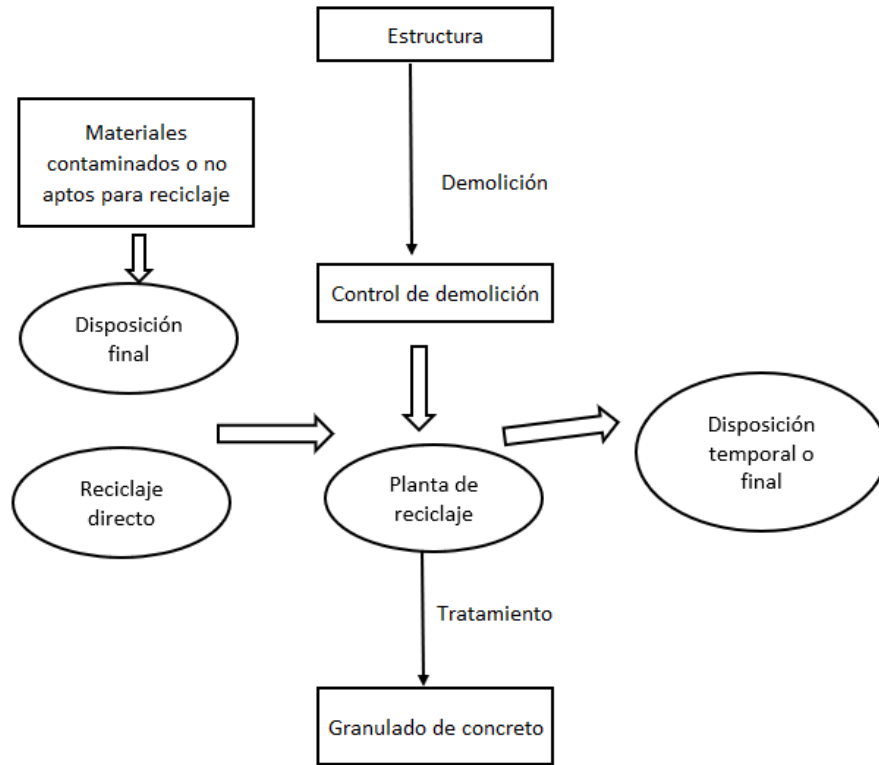 Estructura
Materiales
contaminados o no
aptos para reciclaje
Demolición
Control de demolición
Disposición
final
Disposición
temporal o
final
Reciclaje
directo
Planta de
reciclaje
Tratamiento
Granulado de concreto